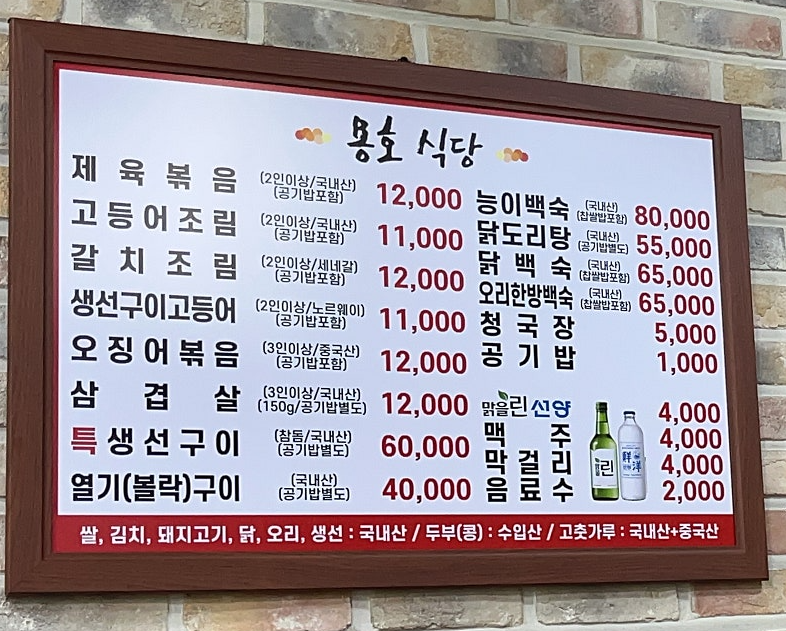 몽호 식당
제육볶음 (2인이상/국내산) (공기밥포함) 12,000
고등어조림 (2인이상/국내산) (공기밥포함) 11,000
갈치조림 (2인이상/세네갈) (공기밥포함) 12,000
생선구이고등어 (2인이상/노르웨이) (공기밥포함) 11,000
오징어볶음 (3인이상/중국산) (공기밥포함) 12,000
삼겹살 (3인이상/국내산) (150g/공기밥별도) 12,000
특생선구이 (참돔/국내산) (공기밥별도) 60,000
열기(볼락)구이 (국내산) (공기밥별도) 40,000
능이백숙 (국내산) (찹쌀밥포함) 80,000
닭도리탕 (국내산) (공기밥별도) 55,000
닭백숙 (국내산) (찹쌀밥포함) 65,000
오리한방백숙 (국내산) (찹쌀밥포함) 65,000
청국장 5,000
공기밥 1,000
맑을린 선양 4,000
맥주 4,000
막걸리 4,000
음료수 2,000
린
鮮洋
쌀, 김치, 돼지고기, 닭, 오리, 생선 : 국내산 / 두부(콩) : 수입산 / 고춧가루 : 국내산+중국산